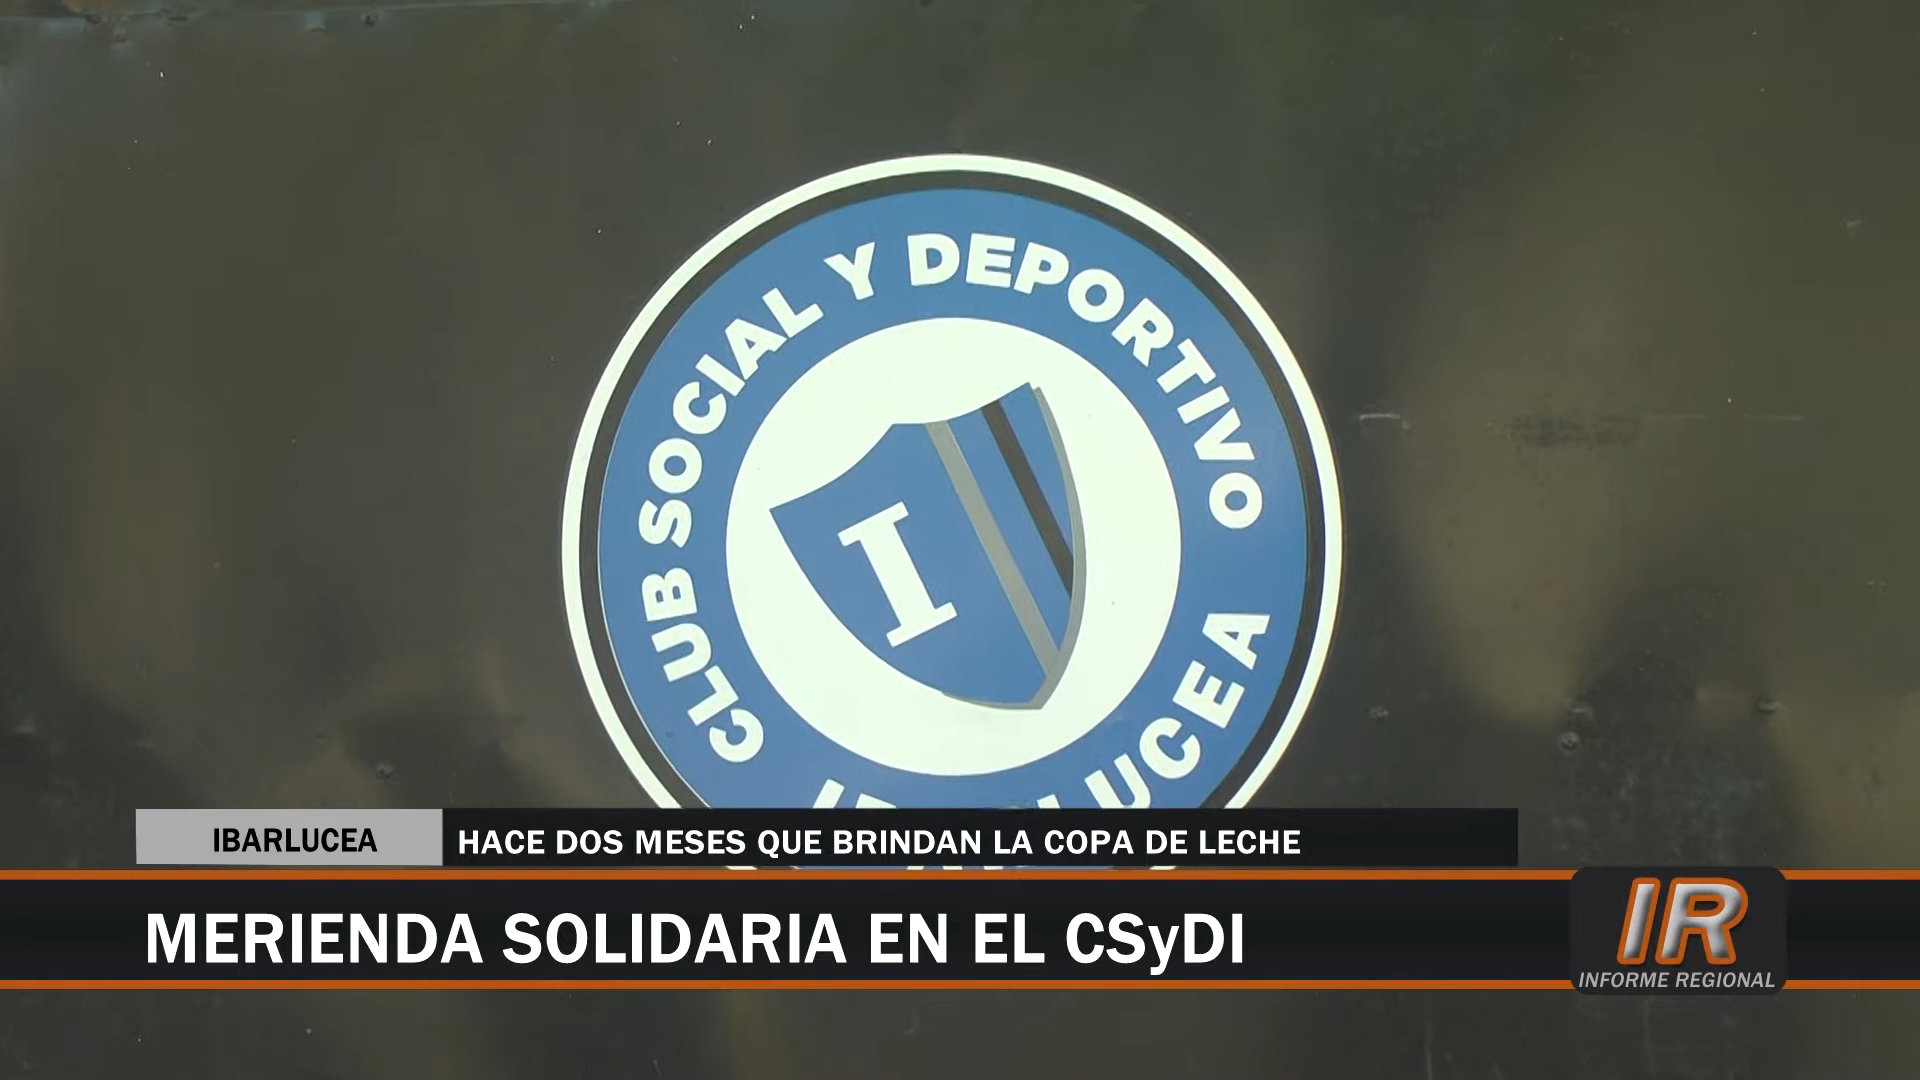 CLUB SOCIAL Y DEPORTIVO
I
IBARLUCEA
HACE DOS MESES QUE BRINDAN LA COPA DE LECHE
MERIENDA SOLIDARIA EN EL CSyDI
IR
INFORME REGIONAL